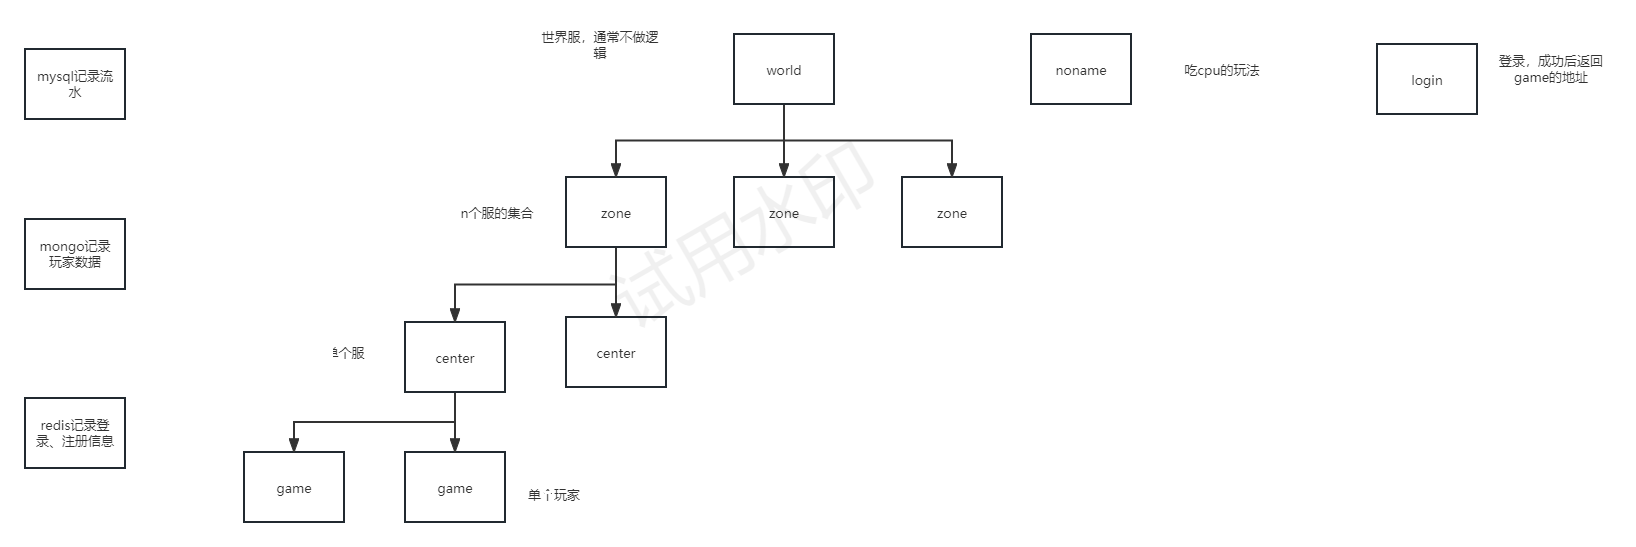 世界服，通常不做逻
辑
world
noname
吃cpu的玩法
login
登录，成功后返回
game的地址
mysql记录流
水
zone
zone
zone
n个服的集合
mongo记录
玩家数据
试用水印
center
center
单个服
redis记录登
录、注册信息
game
game
单个玩家